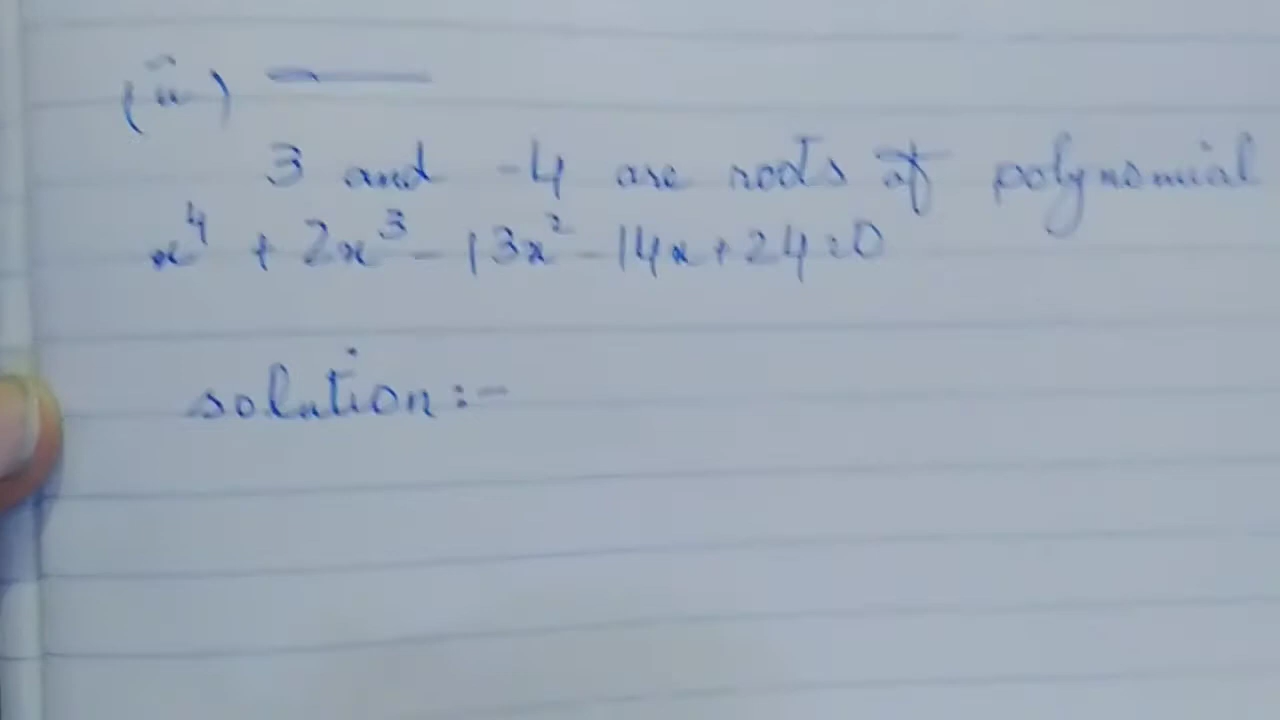 (ii)
3 and -4 are roots of polynomial
x⁴ + 2x³ - 13x² - 14x + 24 = 0
solution :-